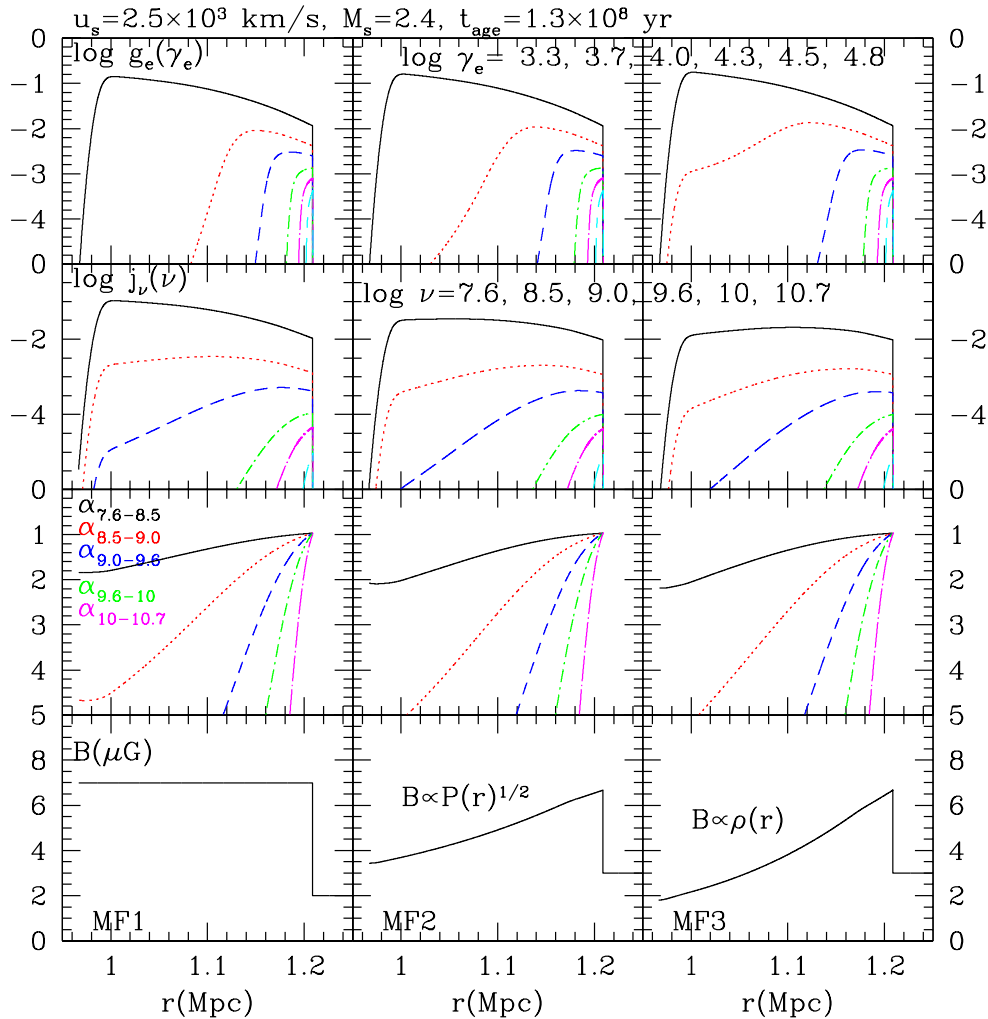 u_s=2.5×10³ km/s, M_s=2.4, t_age=1.3×10⁸ yr
log g_e(γ_e)
log γ_e= 3.3, 3.7, 4.0, 4.3, 4.5, 4.8
0
−1
−2
−3
−4
0
−1
−2
−3
−4
log j_ν(ν)
log ν=7.6, 8.5, 9.0, 9.6, 10, 10.7
0
−2
−4
0
−2
−4
α_7.6−8.5
α_8.5−9.0
α_9.0−9.6
α_9.6−10
α_10−10.7
0
1
2
3
4
5
0
1
2
3
4
5
B(μG)
B∝P(r)^1/2
B∝ρ(r)
8
6
4
2
0
8
6
4
2
0
MF1
MF2
MF3
1 1.1 1.2
1 1.1 1.2
1 1.1 1.2
r(Mpc)
r(Mpc)
r(Mpc)